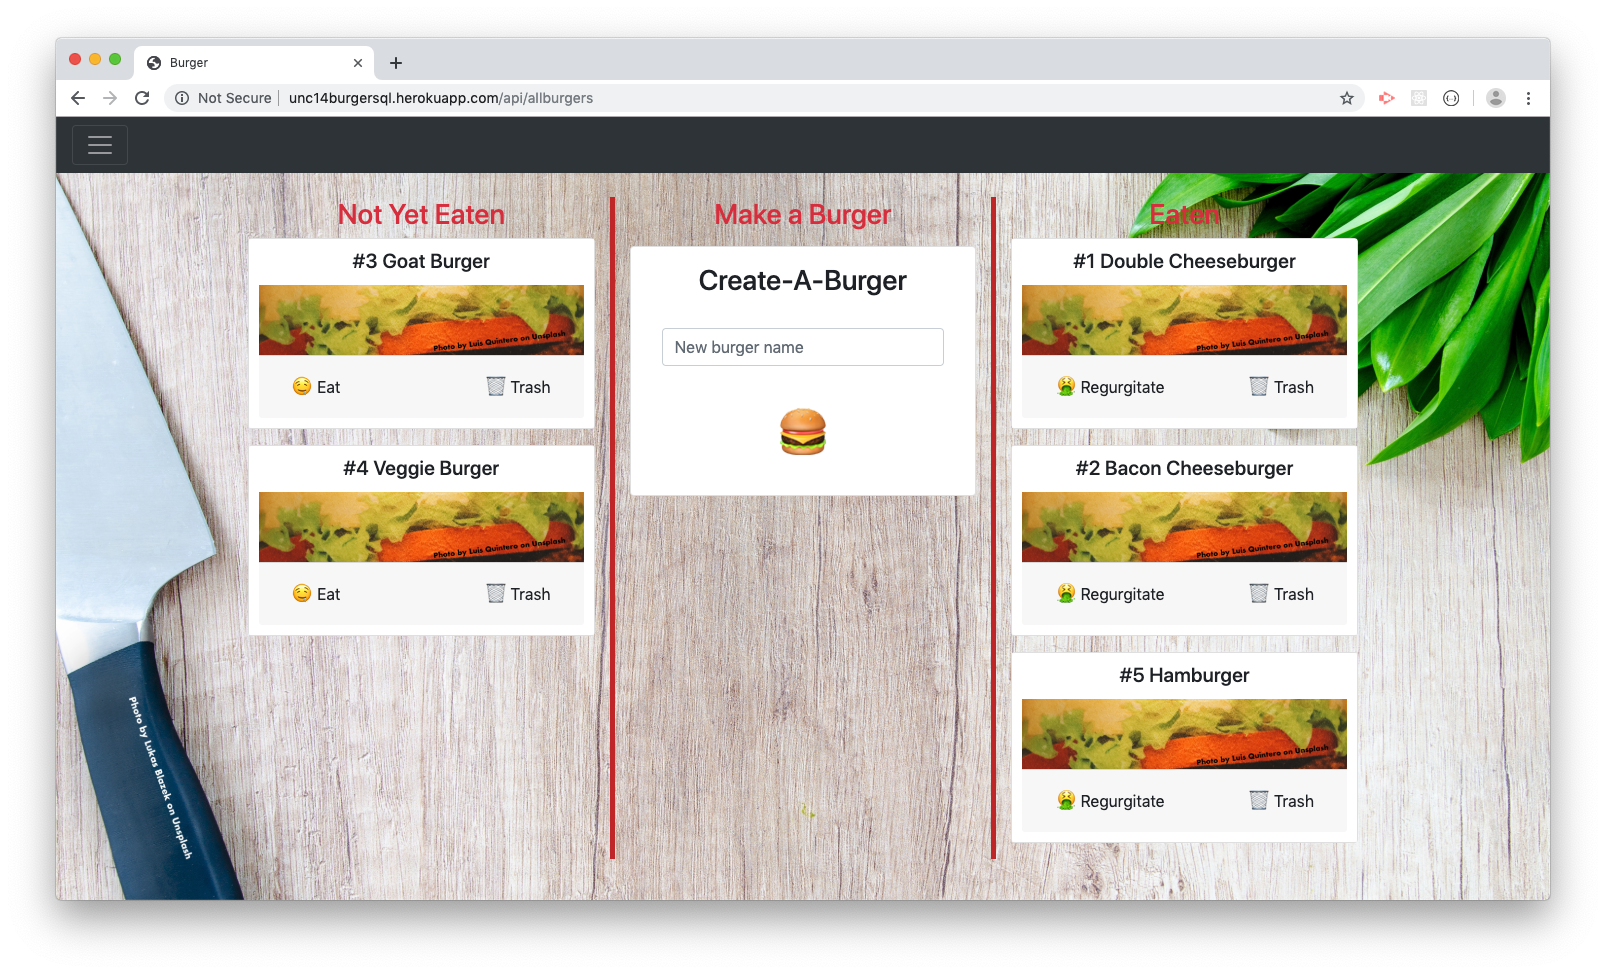 Burger
Not Secure
unc14burgersql.herokuapp.com/api/allburgers
Not Yet Eaten
#3 Goat Burger
Photo by Luis Quintero on Unsplash
Eat
Trash
#4 Veggie Burger
Photo by Luis Quintero on Unsplash
Eat
Trash
Make a Burger
Create-A-Burger
New burger name
Eaten
#1 Double Cheeseburger
Photo by Luis Quintero on Unsplash
Regurgitate
Trash
#2 Bacon Cheeseburger
Photo by Luis Quintero on Unsplash
Regurgitate
Trash
#5 Hamburger
Photo by Luis Quintero on Unsplash
Regurgitate
Trash
Photo by Lukas Blazek on Unsplash